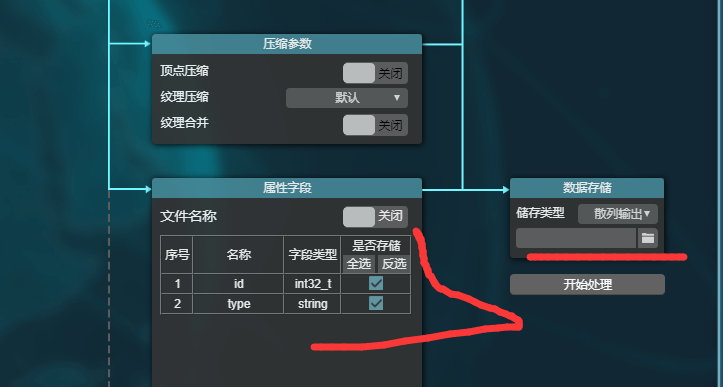 压缩参数
顶点压缩 关闭
纹理压缩 默认
纹理合并 关闭
属性字段
文件名称 关闭
序号 名称 字段类型 是否存储
全选 反选
1 id int32_t
2 type string
数据存储
储存类型 散列输出
开始处理